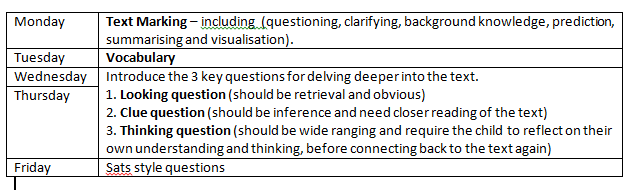 Monday
Text Marking – including (questioning, clarifying, background knowledge, prediction,
summarising and visualisation).
Tuesday
Vocabulary
Wednesday
Introduce the 3 key questions for delving deeper into the text.
Thursday
1. Looking question (should be retrieval and obvious)
2. Clue question (should be inference and need closer reading of the text)
3. Thinking question (should be wide ranging and require the child to reflect on their
own understanding and thinking, before connecting back to the text again)
Friday
Sats style questions